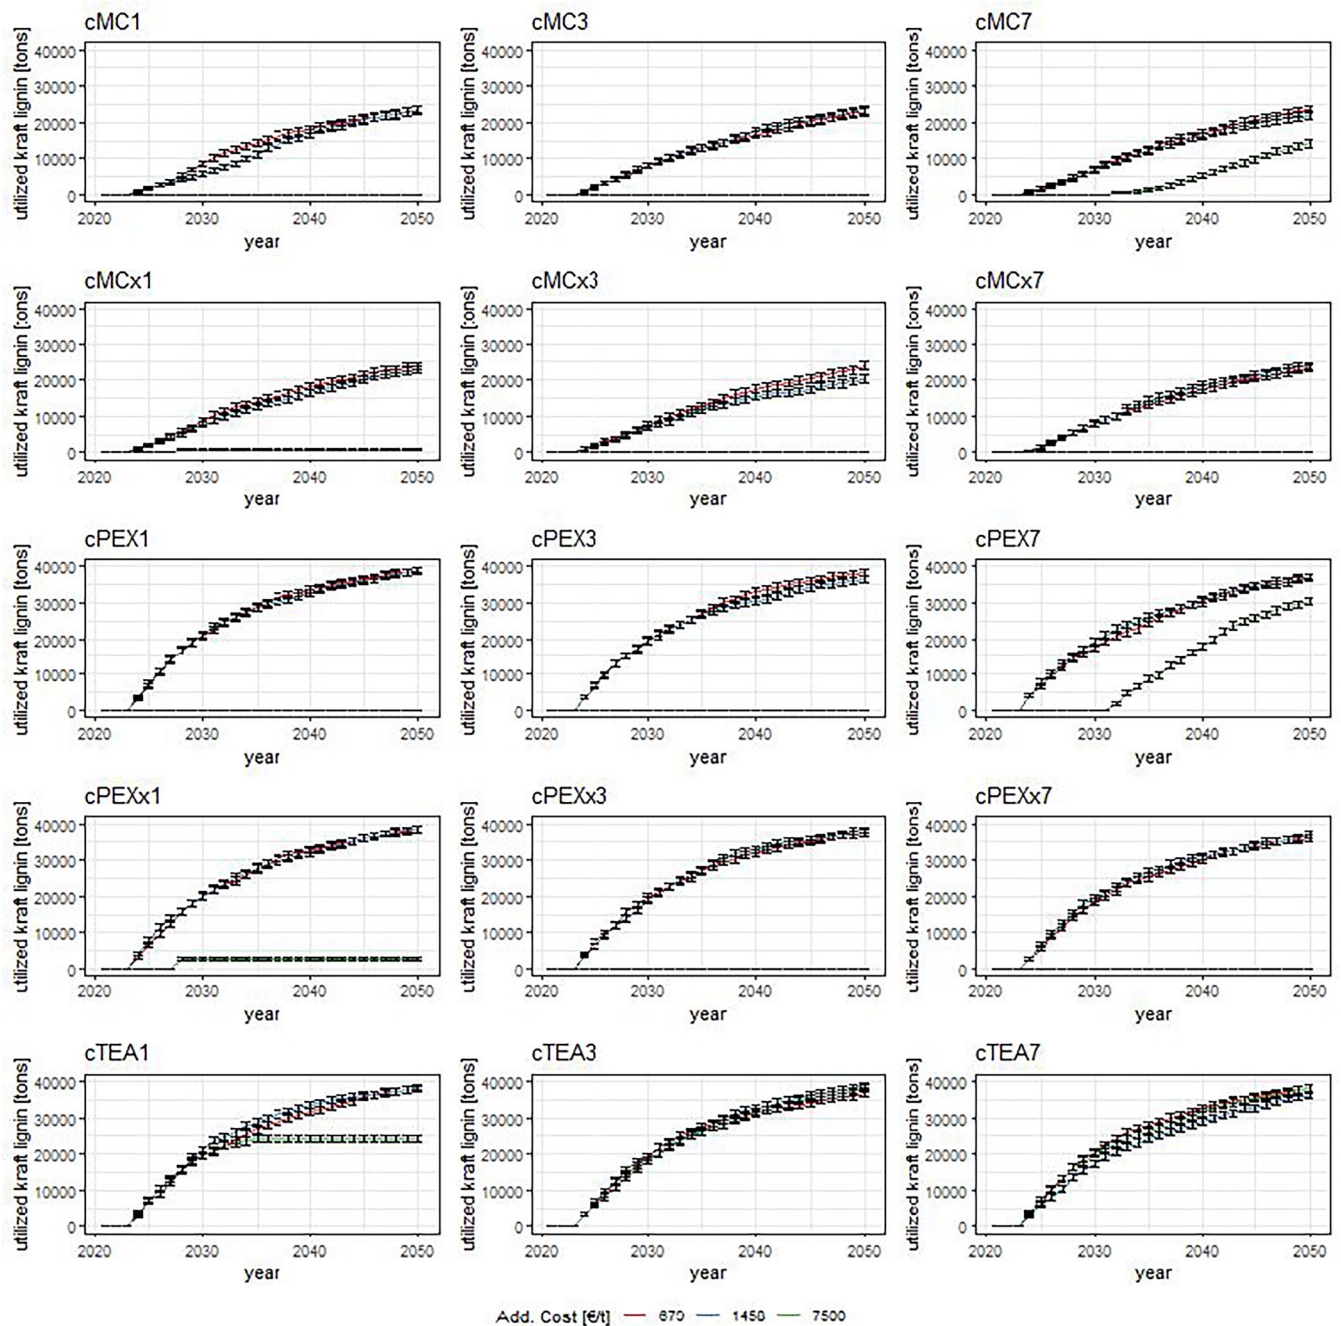 cMC1 cMC3 cMC7
utilized kraft lignin [tons] utilized kraft lignin [tons] utilized kraft lignin [tons]
40000 40000 40000
30000 30000 30000
20000 20000 20000
10000 10000 10000
0 0 0
2020 2030 2040 2050 2020 2030 2040 2050 2020 2030 2040 2050
year year year
cMCx1 cMCx3 cMCx7
utilized kraft lignin [tons] utilized kraft lignin [tons] utilized kraft lignin [tons]
40000 40000 40000
30000 30000 30000
20000 20000 20000
10000 10000 10000
0 0 0
2020 2030 2040 2050 2020 2030 2040 2050 2020 2030 2040 2050
year year year
cPEX1 cPEX3 cPEX7
utilized kraft lignin [tons] utilized kraft lignin [tons] utilized kraft lignin [tons]
40000 40000 40000
30000 30000 30000
20000 20000 20000
10000 10000 10000
0 0 0
2020 2030 2040 2050 2020 2030 2040 2050 2020 2030 2040 2050
year year year
cPEXx1 cPEXx3 cPEXx7
utilized kraft lignin [tons] utilized kraft lignin [tons] utilized kraft lignin [tons]
40000 40000 40000
30000 30000 30000
20000 20000 20000
10000 10000 10000
0 0 0
2020 2030 2040 2050 2020 2030 2040 2050 2020 2030 2040 2050
year year year
cTEA1 cTEA3 cTEA7
utilized kraft lignin [tons] utilized kraft lignin [tons] utilized kraft lignin [tons]
40000 40000 40000
30000 30000 30000
20000 20000 20000
10000 10000 10000
0 0 0
2020 2030 2040 2050 2020 2030 2040 2050 2020 2030 2040 2050
year year year
Add. Cost [€/t] 670 1450 7500